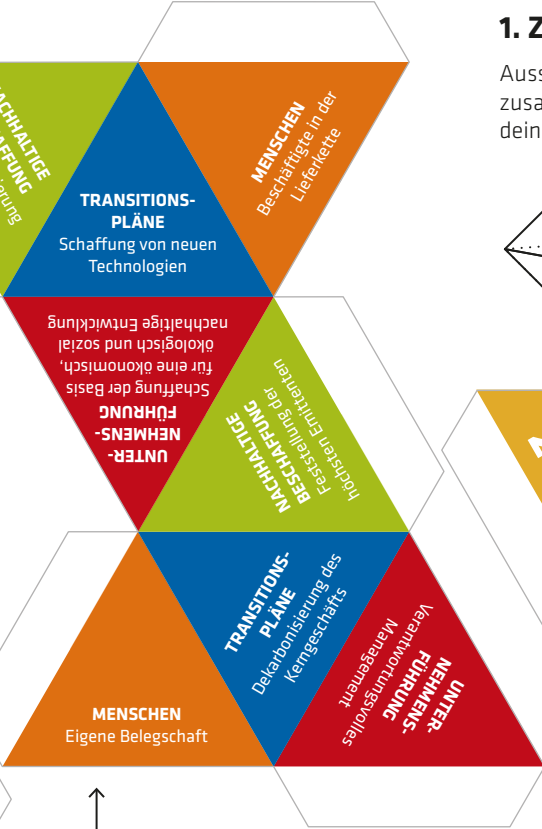 1. Z
Auss
zusa
dein
ACHHALTIGE
AFFUNG
ierung
TRANSITIONS-
PLÄNE
Schaffung von neuen
Technologien
MENSCHEN
Beschäftigte in der
Lieferkette
UNTER-
NEHMENS-
FÜHRUNG
Schaffung der Basis
für eine ökonomisch,
ökologisch und sozial
nachhaltige Entwicklung
NACHHALTIGE
BESCHAFFUNG
Feststellung der
höchsten Emittenten
TRANSITIONS-
PLÄNE
Dekarbonisierung des
Kerngeschäfts
UNTER-
NEHMENS-
FÜHRUNG
Verantwortungsvolles
Management
MENSCHEN
Eigene Belegschaft